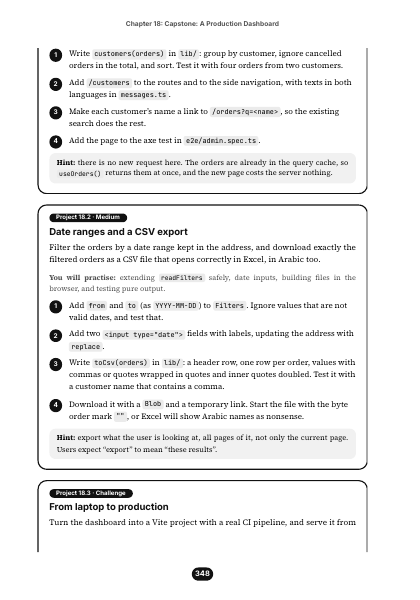 Chapter 18: Capstone: A Production Dashboard
1 Write customers(orders) in lib/: group by customer, ignore cancelled
orders in the total, and sort. Test it with four orders from two customers.
2 Add /customers to the routes and to the side navigation, with texts in both
languages in messages.ts.
3 Make each customer's name a link to /orders?q=<name>, so the existing
search does the rest.
4 Add the page to the axe test in e2e/admin.spec.ts.
Hint: there is no new request here. The orders are already in the query cache, so
useOrders() returns them at once, and the new page costs the server nothing.
Project 18.2 · Medium
Date ranges and a CSV export
Filter the orders by a date range kept in the address, and download exactly the
filtered orders as a CSV file that opens correctly in Excel, in Arabic too.
You will practise: extending readFilters safely, date inputs, building files in the
browser, and testing pure output.
1 Add from and to (as YYYY-MM-DD) to Filters. Ignore values that are not
valid dates, and test that.
2 Add two <input type="date"> fields with labels, updating the address with
replace.
3 Write toCsv(orders) in lib/: a header row, one row per order, values with
commas or quotes wrapped in quotes and inner quotes doubled. Test it with
a customer name that contains a comma.
4 Download it with a Blob and a temporary link. Start the file with the byte
order mark "", or Excel will show Arabic names as nonsense.
Hint: export what the user is looking at, all pages of it, not only the current page.
Users expect "export" to mean "these results".
Project 18.3 · Challenge
From laptop to production
Turn the dashboard into a Vite project with a real CI pipeline, and serve it from
348